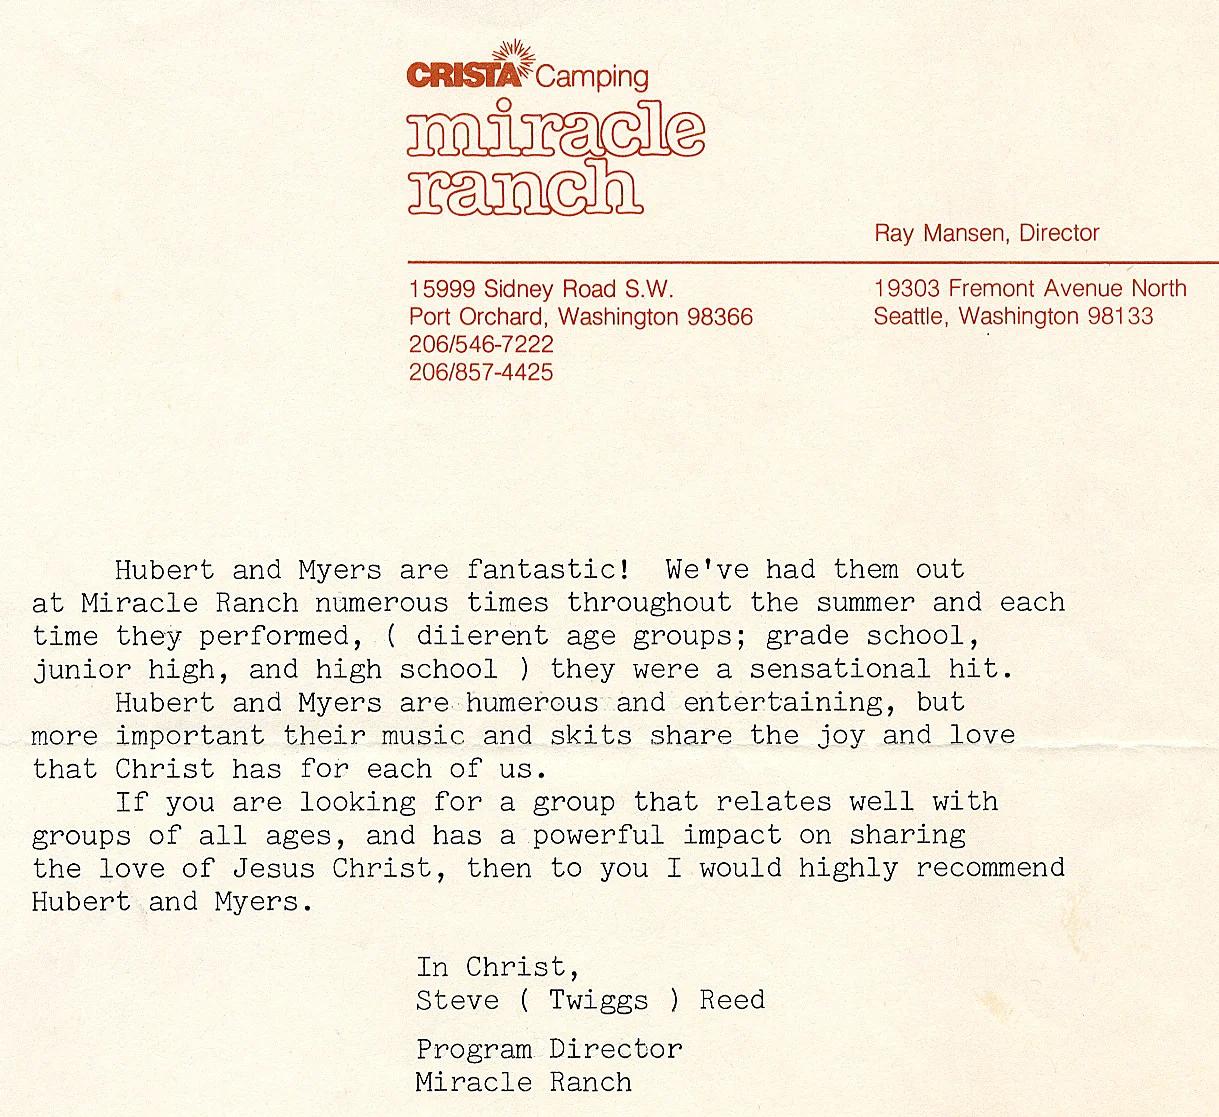 CRISTA Camping
miracle
ranch
Ray Mansen, Director
15999 Sidney Road S.W.
Port Orchard, Washington 98366
206/546-7222
206/857-4425
19303 Fremont Avenue North
Seattle, Washington 98133
Hubert and Myers are fantastic! We've had them out
at Miracle Ranch numerous times throughout the summer and each
time they performed, ( diierent age groups; grade school,
junior high, and high school ) they were a sensational hit.
Hubert and Myers are humerous and entertaining, but
more important their music and skits share the joy and love
that Christ has for each of us.
If you are looking for a group that relates well with
groups of all ages, and has a powerful impact on sharing
the love of Jesus Christ, then to you I would highly recommend
Hubert and Myers.
In Christ,
Steve ( Twiggs ) Reed
Program Director
Miracle Ranch